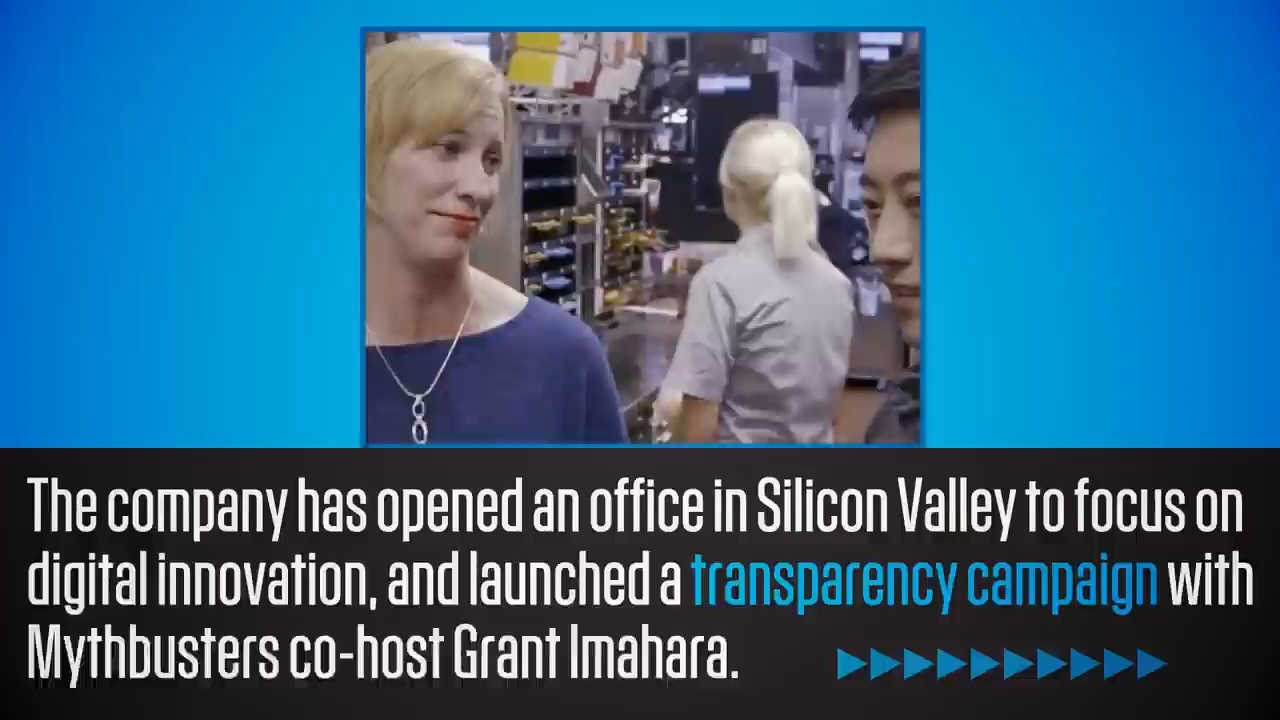 The company has opened an office in Silicon Valley to focus on
digital innovation, and launched a transparency campaign with
Mythbusters co-host Grant Imahara.